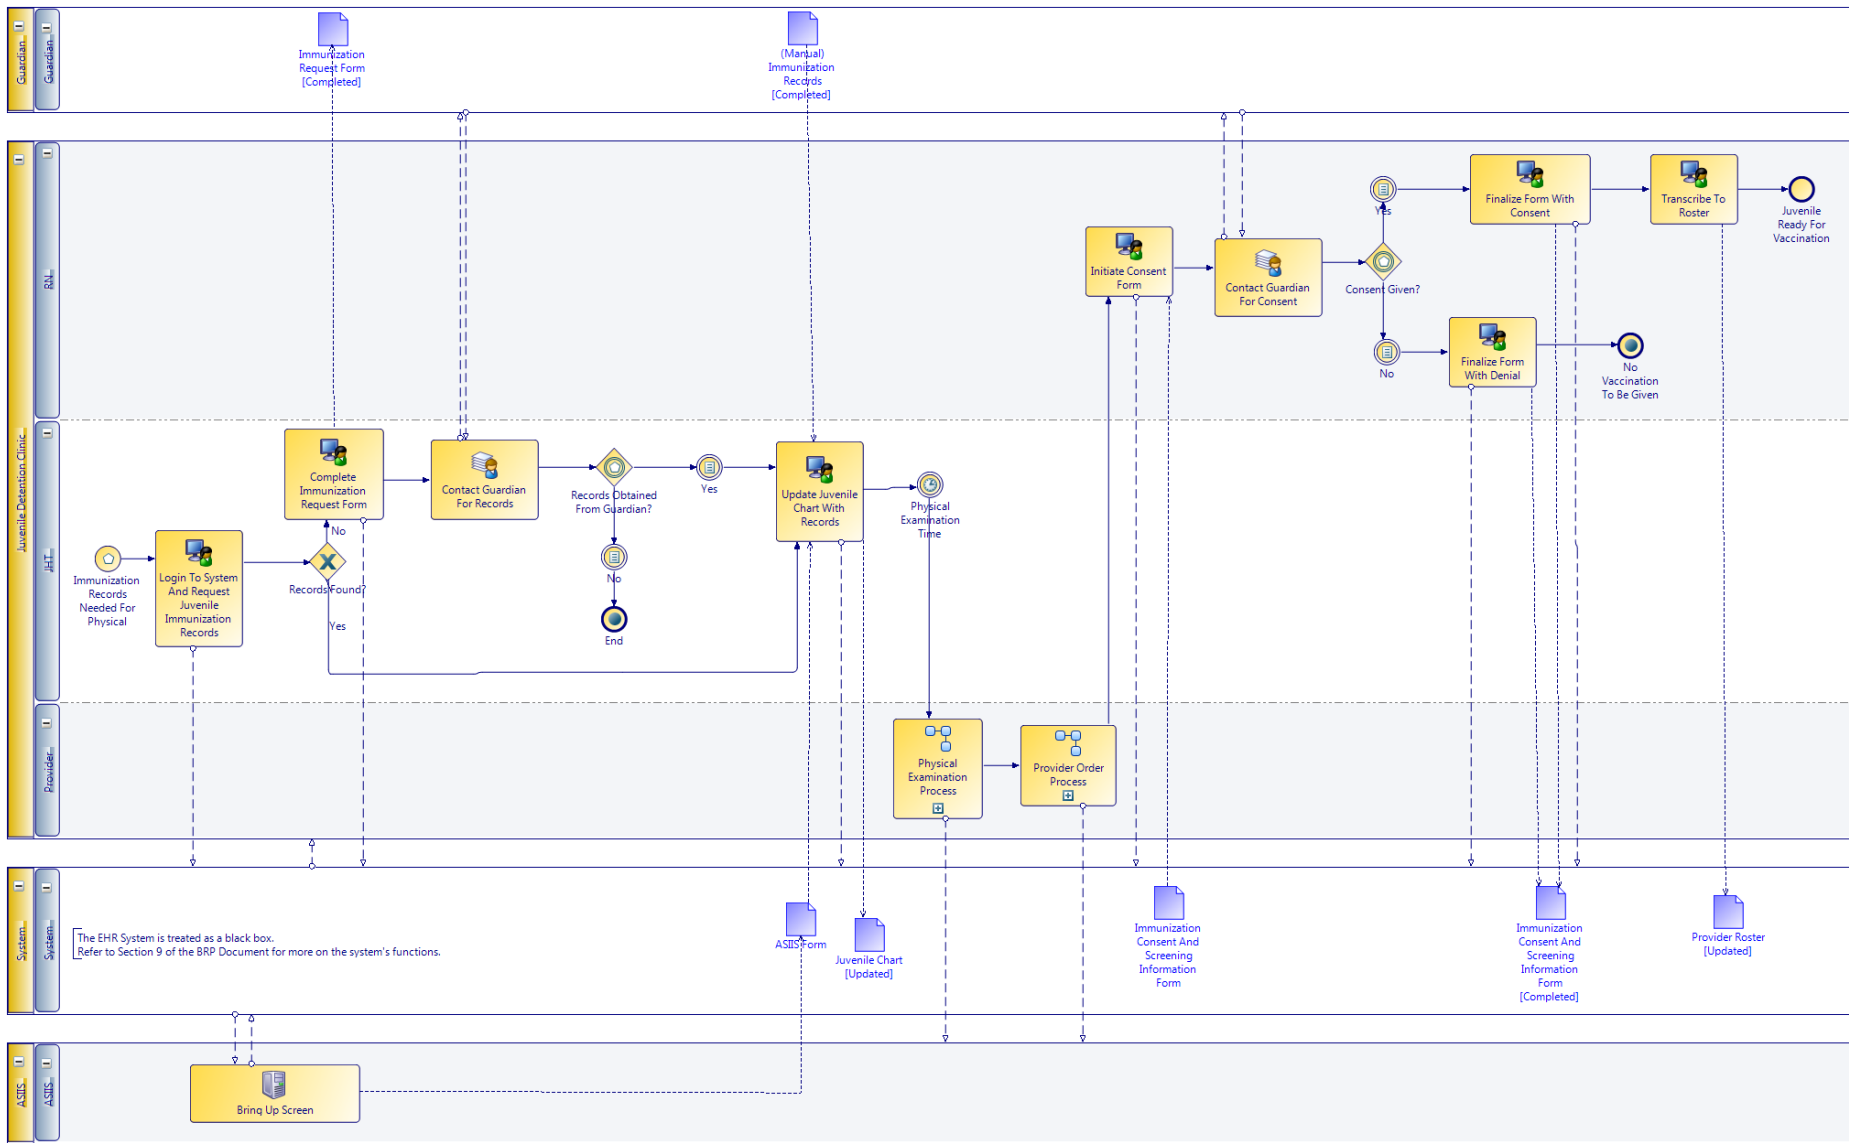 Guardian
Guardian
Immunization
Request Form
[Completed]
(Manual)
Immunization
Records
[Completed]
Juvenile Detention Clinic
RN
Initiate Consent
Form
Contact Guardian
For Consent
Consent Given?
Yes
No
Finalize Form With
Consent
Transcribe To
Roster
Juvenile
Ready For
Vaccination
Finalize Form
With Denial
No
Vaccination
To Be Given
JHT
Immunization
Records
Needed For
Physical
Login To System
And Request
Juvenile
Immunization
Records
Records Found?
No
Yes
Complete
Immunization
Request Form
Contact Guardian
For Records
Records Obtained
From Guardian?
Yes
No
End
Update Juvenile
Chart With
Records
Physical
Examination
Time
Provider
Physical
Examination
Process
Provider Order
Process
System
System
The EHR System is treated as a black box.
Refer to Section 9 of the BRP Document for more on the system's functions.
ASIIS Form
Juvenile Chart
[Updated]
Immunization
Consent And
Screening
Information
Form
Immunization
Consent And
Screening
Information
Form
[Completed]
Provider Roster
[Updated]
ASIIS
ASIIS
Bring Up Screen